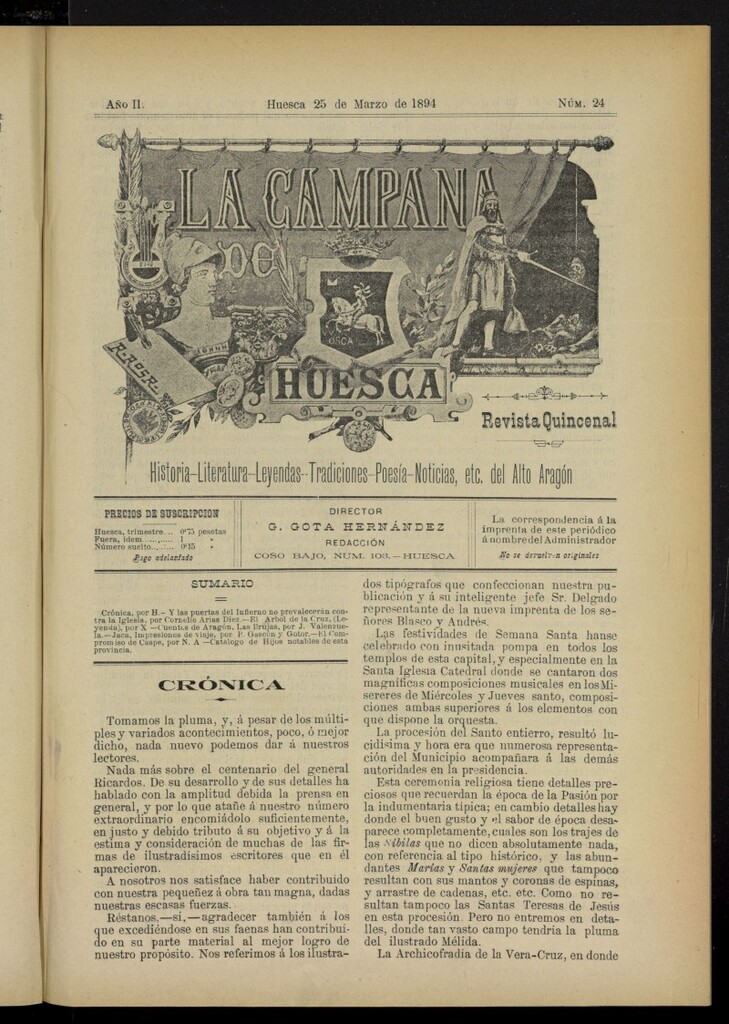 Año II.
Huesca 25 de Marzo de 1894
NÚM. 24
LA CAMPANA
DE
OSCA
HUESCA
Revista Quincenal
Historia-Literatura-Leyendas-Tradiciones-Poesía-Noticias, etc. del Alto Aragón
PRECIOS DE SUSCRIPCION
Huesca, trimestre... 0'75 pesetas
Fuera, idem.......... 1 »
Número suelto........ 0'15 »
Pago adelantado
DIRECTOR
G. GOTA HERNÁNDEZ
REDACCIÓN
COSO BAJO, NUM. 103.—HUESCA
La correspondencia á la
imprenta de este periódico
á nombre del Administrador
No se devuelven originales
SUMARIO
Crónica, por H.—Y las puertas del Infierno no prevalecerán con-
tra la Iglesia, por Cornelio Arias Díez.—El Arbol de la Cruz, (Le-
yenda), por X—Cuentos de Aragón, Las Brujas, por J. Valenzue-
la.—Jaca, Impresiones de viaje, por P. Gascón y Gotor.—El Com-
promiso de Caspe, por N. A—Catálogo de Hijos notables de esta
provincia.
CRÓNICA
Tomamos la pluma, y, á pesar de los múlti-
ples y variados acontecimientos, poco, ó mejor
dicho, nada nuevo podemos dar á nuestros
lectores.
Nada más sobre el centenario del general
Ricardos. De su desarrollo y de sus detalles ha
hablado con la amplitud debida la prensa en
general, y por lo que atañe á nuestro número
extraordinario encomiádolo suficientemente,
en justo y debido tributo á su objetivo y á la
estima y consideración de muchas de las fir-
mas de ilustradísimos escritores que en él
aparecieron.
A nosotros nos satisface haber contribuido
con nuestra pequeñez á obra tan magna, dadas
nuestras escasas fuerzas.
Réstanos,—sí,—agradecer también á los
que excediéndose en sus faenas han contribuí-
do en su parte material al mejor logro de
nuestro propósito. Nos referimos á los ilustra-
dos tipógrafos que confeccionan nuestra pu-
blicación y á su inteligente jefe Sr. Delgado
representante de la nueva imprenta de los se-
ñores Blasco y Andrés.
Las festividades de Semana Santa hanse
celebrado con inusitada pompa en todos los
templos de esta capital, y especialmente en la
Santa Iglesia Catedral donde se cantaron dos
magníficas composiciones musicales en los Mi-
sereres de Miércoles y Jueves santo, composi-
ciones ambas superiores á los elementos con
que dispone la orquesta.
La procesión del Santo entierro, resultó lu-
cidísima y hora era que numerosa representa-
ción del Municipio acompañara á las demás
autoridades en la presidencia.
Esta ceremonia religiosa tiene detalles pre-
ciosos que recuerdan la época de la Pasión por
la indumentaria típica; en cambio detalles hay
donde el buen gusto y el sabor de época desa-
parece completamente, cuales son los trajes de
las Sibilas que no dicen absolutamente nada,
con referencia al tipo histórico, y las abun-
dantes Marías y Santas mujeres que tampoco
resultan con sus mantos y coronas de espinas,
y arrastre de cadenas, etc. etc. Como no re-
sultan tampoco las Santas Teresas de Jesús
en esta procesión. Pero no entremos en deta-
lles, donde tan vasto campo tendría la pluma
del ilustrado Mélida.
La Archicofradía de la Vera-Cruz, en donde